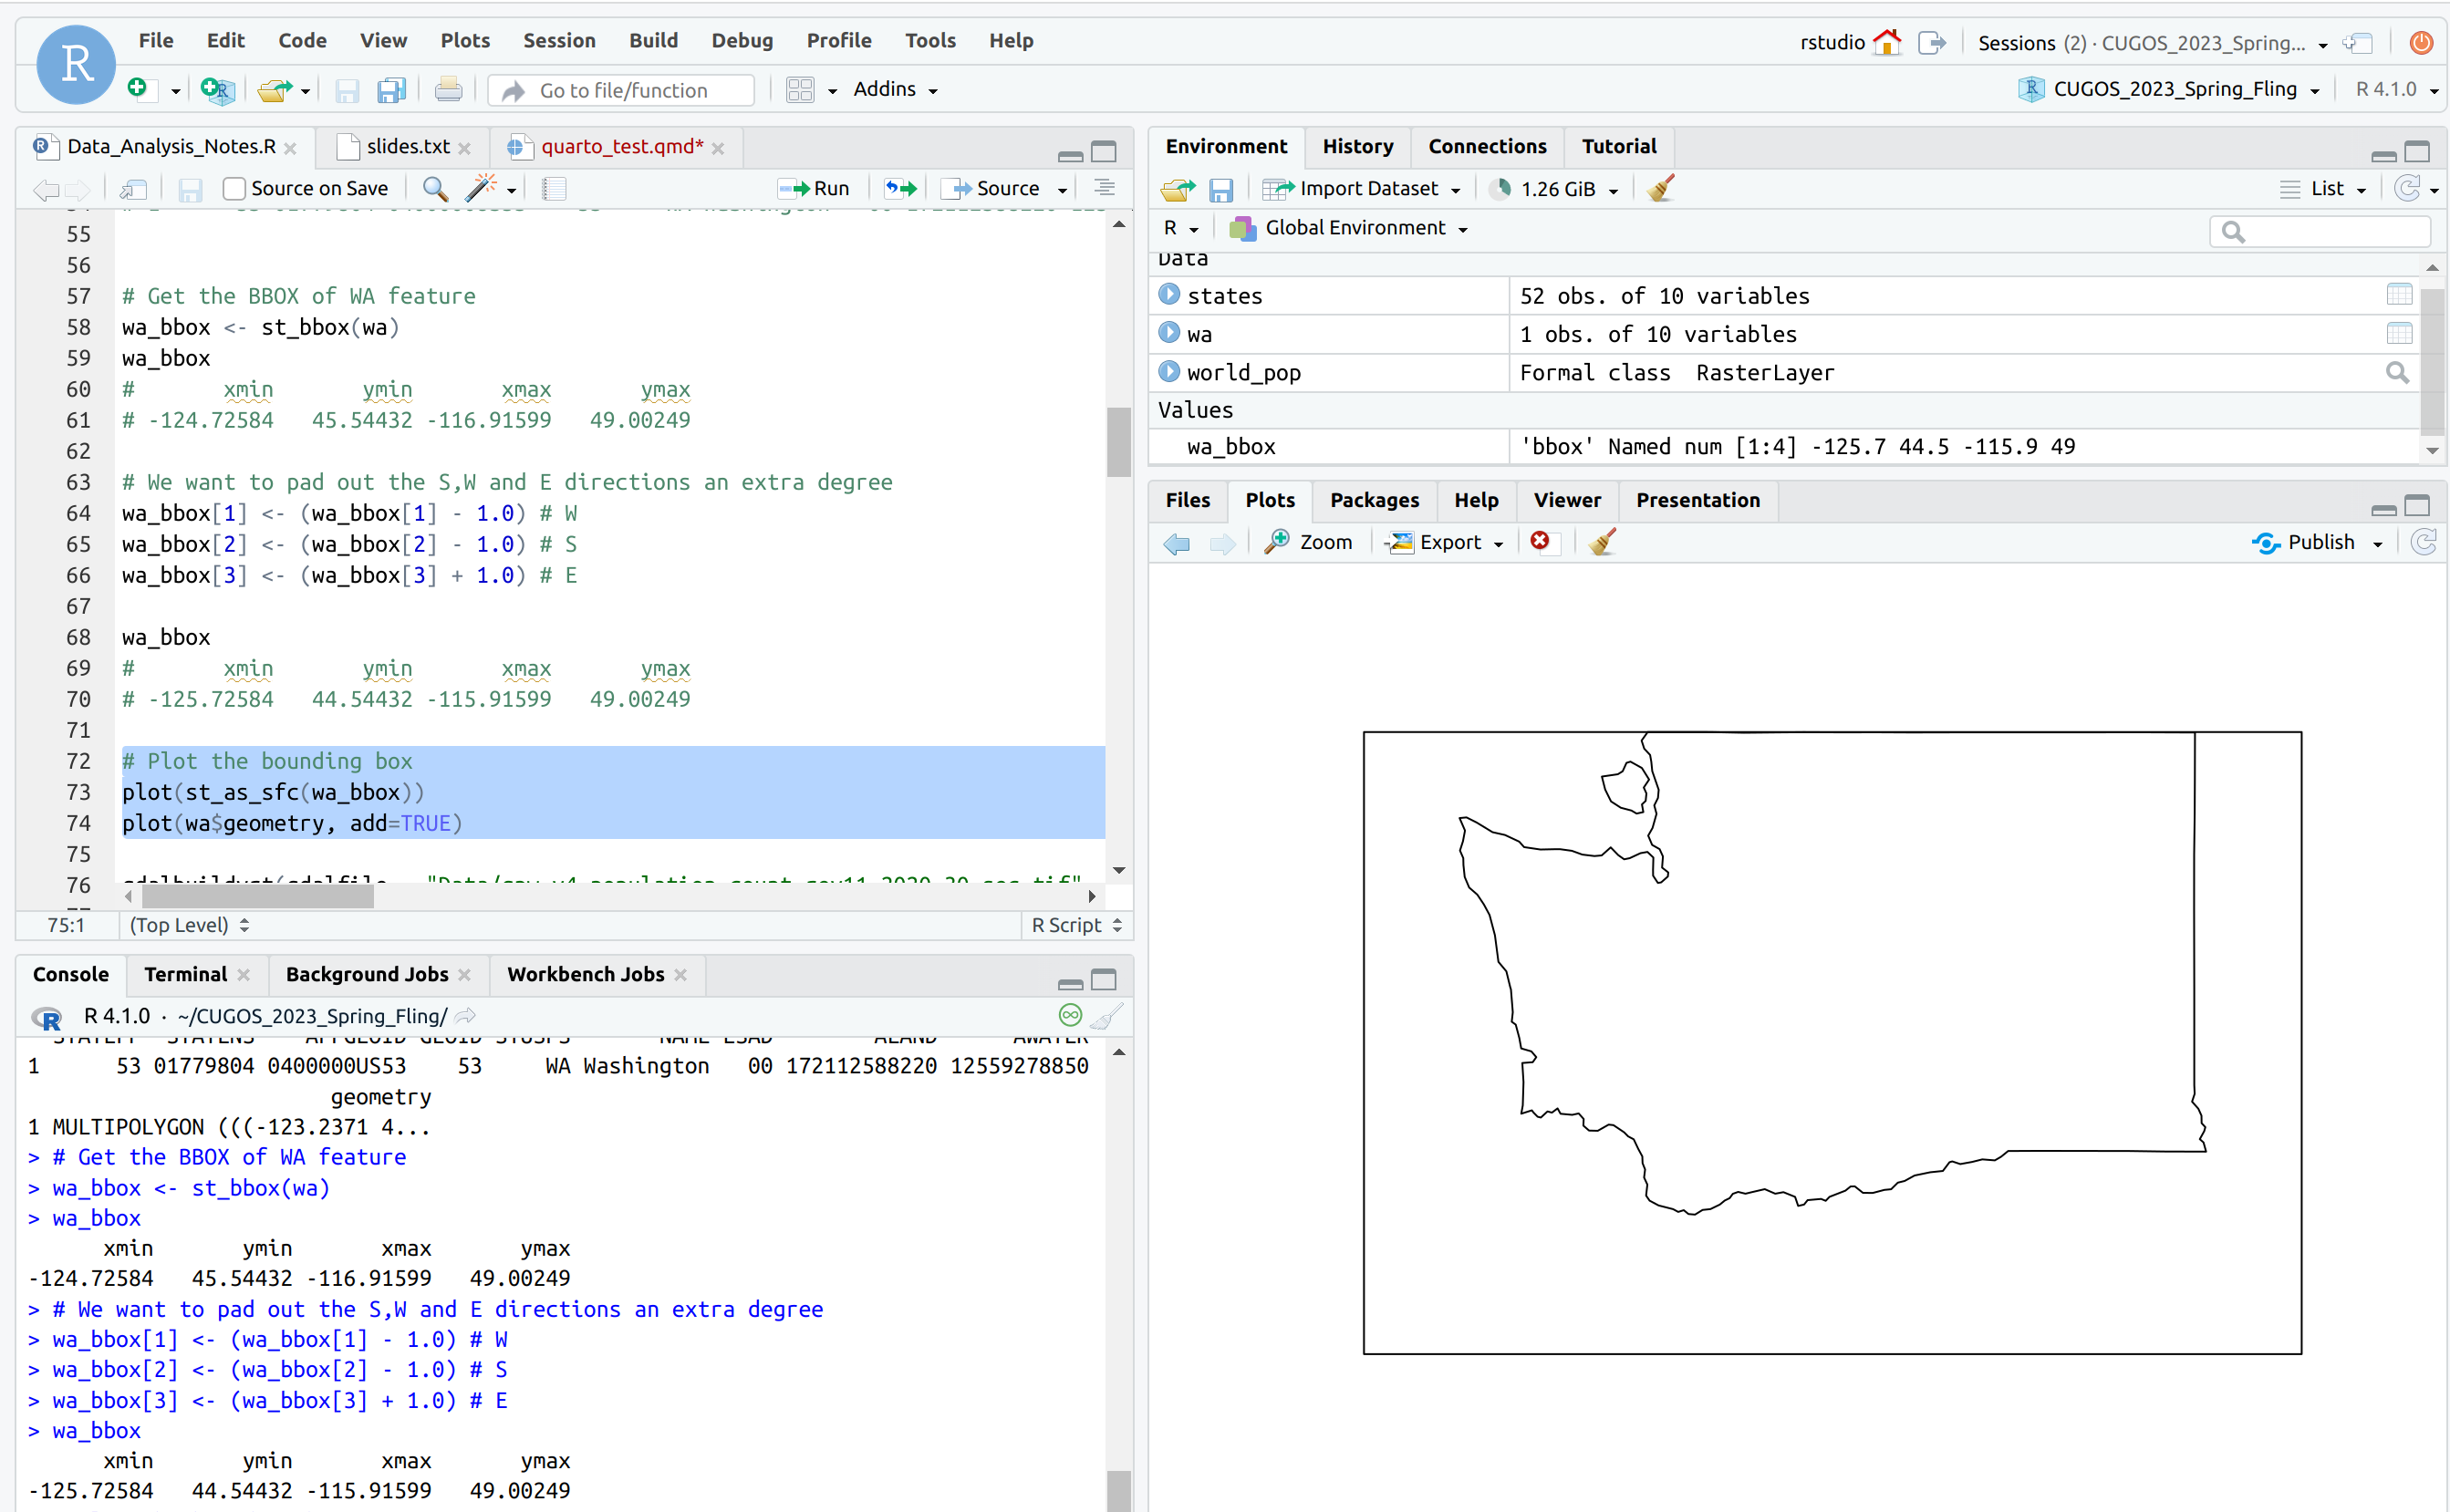 R
File Edit Code View Plots Session Build Debug Profile Tools Help
rstudio Sessions (2) · CUGOS_2023_Spring...
Go to file/function Addins
CUGOS_2023_Spring_Fling R 4.1.0
Data_Analysis_Notes.R slides.txt quarto_test.qmd*
Source on Save Run Source
55
56
57 # Get the BBOX of WA feature
58 wa_bbox <- st_bbox(wa)
59 wa_bbox
60 # xmin ymin xmax ymax
61 # -124.72584 45.54432 -116.91599 49.00249
62
63 # We want to pad out the S,W and E directions an extra degree
64 wa_bbox[1] <- (wa_bbox[1] - 1.0) # W
65 wa_bbox[2] <- (wa_bbox[2] - 1.0) # S
66 wa_bbox[3] <- (wa_bbox[3] + 1.0) # E
67
68 wa_bbox
69 # xmin ymin xmax ymax
70 # -125.72584 44.54432 -115.91599 49.00249
71
72 # Plot the bounding box
73 plot(st_as_sfc(wa_bbox))
74 plot(wa$geometry, add=TRUE)
75
76
75:1 (Top Level) R Script
Console Terminal Background Jobs Workbench Jobs
R R 4.1.0 · ~/CUGOS_2023_Spring_Fling/
1 53 01779804 0400000US53 53 WA Washington 00 172112588220 12559278850
geometry
1 MULTIPOLYGON (((-123.2371 4...
> # Get the BBOX of WA feature
> wa_bbox <- st_bbox(wa)
> wa_bbox
xmin ymin xmax ymax
-124.72584 45.54432 -116.91599 49.00249
> # We want to pad out the S,W and E directions an extra degree
> wa_bbox[1] <- (wa_bbox[1] - 1.0) # W
> wa_bbox[2] <- (wa_bbox[2] - 1.0) # S
> wa_bbox[3] <- (wa_bbox[3] + 1.0) # E
> wa_bbox
xmin ymin xmax ymax
-125.72584 44.54432 -115.91599 49.00249
Environment History Connections Tutorial
Import Dataset 1.26 GiB List
R Global Environment
Data
states 52 obs. of 10 variables
wa 1 obs. of 10 variables
world_pop Formal class RasterLayer
Values
wa_bbox 'bbox' Named num [1:4] -125.7 44.5 -115.9 49
Files Plots Packages Help Viewer Presentation
Zoom Export Publish